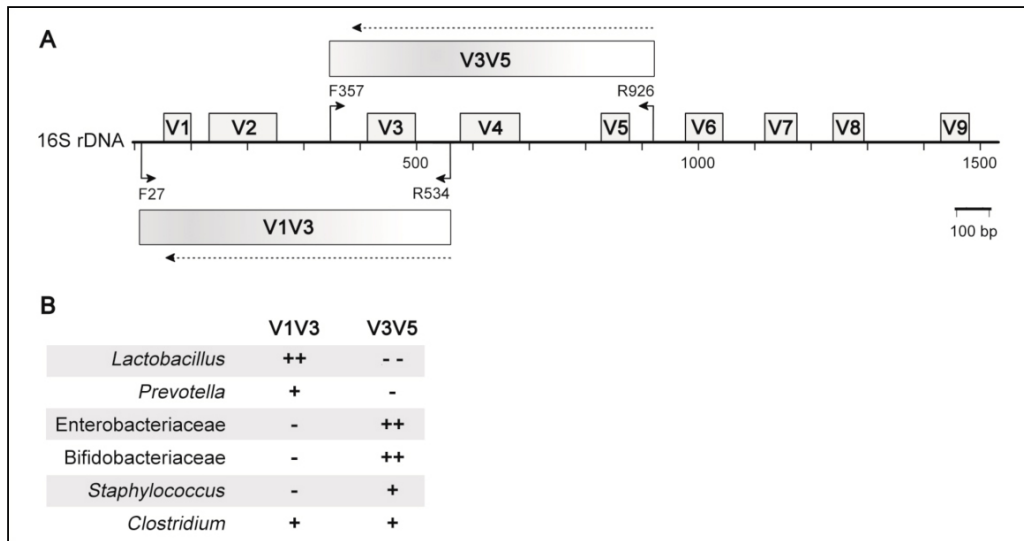 A
V3V5
F357 R926
V1 V2 V3 V4 V5 V6 V7 V8 V9
16S rDNA
500 1000 1500
F27 R534
V1V3
100 bp
B
V1V3 V3V5
Lactobacillus ++ - -
Prevotella + -
Enterobacteriaceae - ++
Bifidobacteriaceae - ++
Staphylococcus - +
Clostridium + +